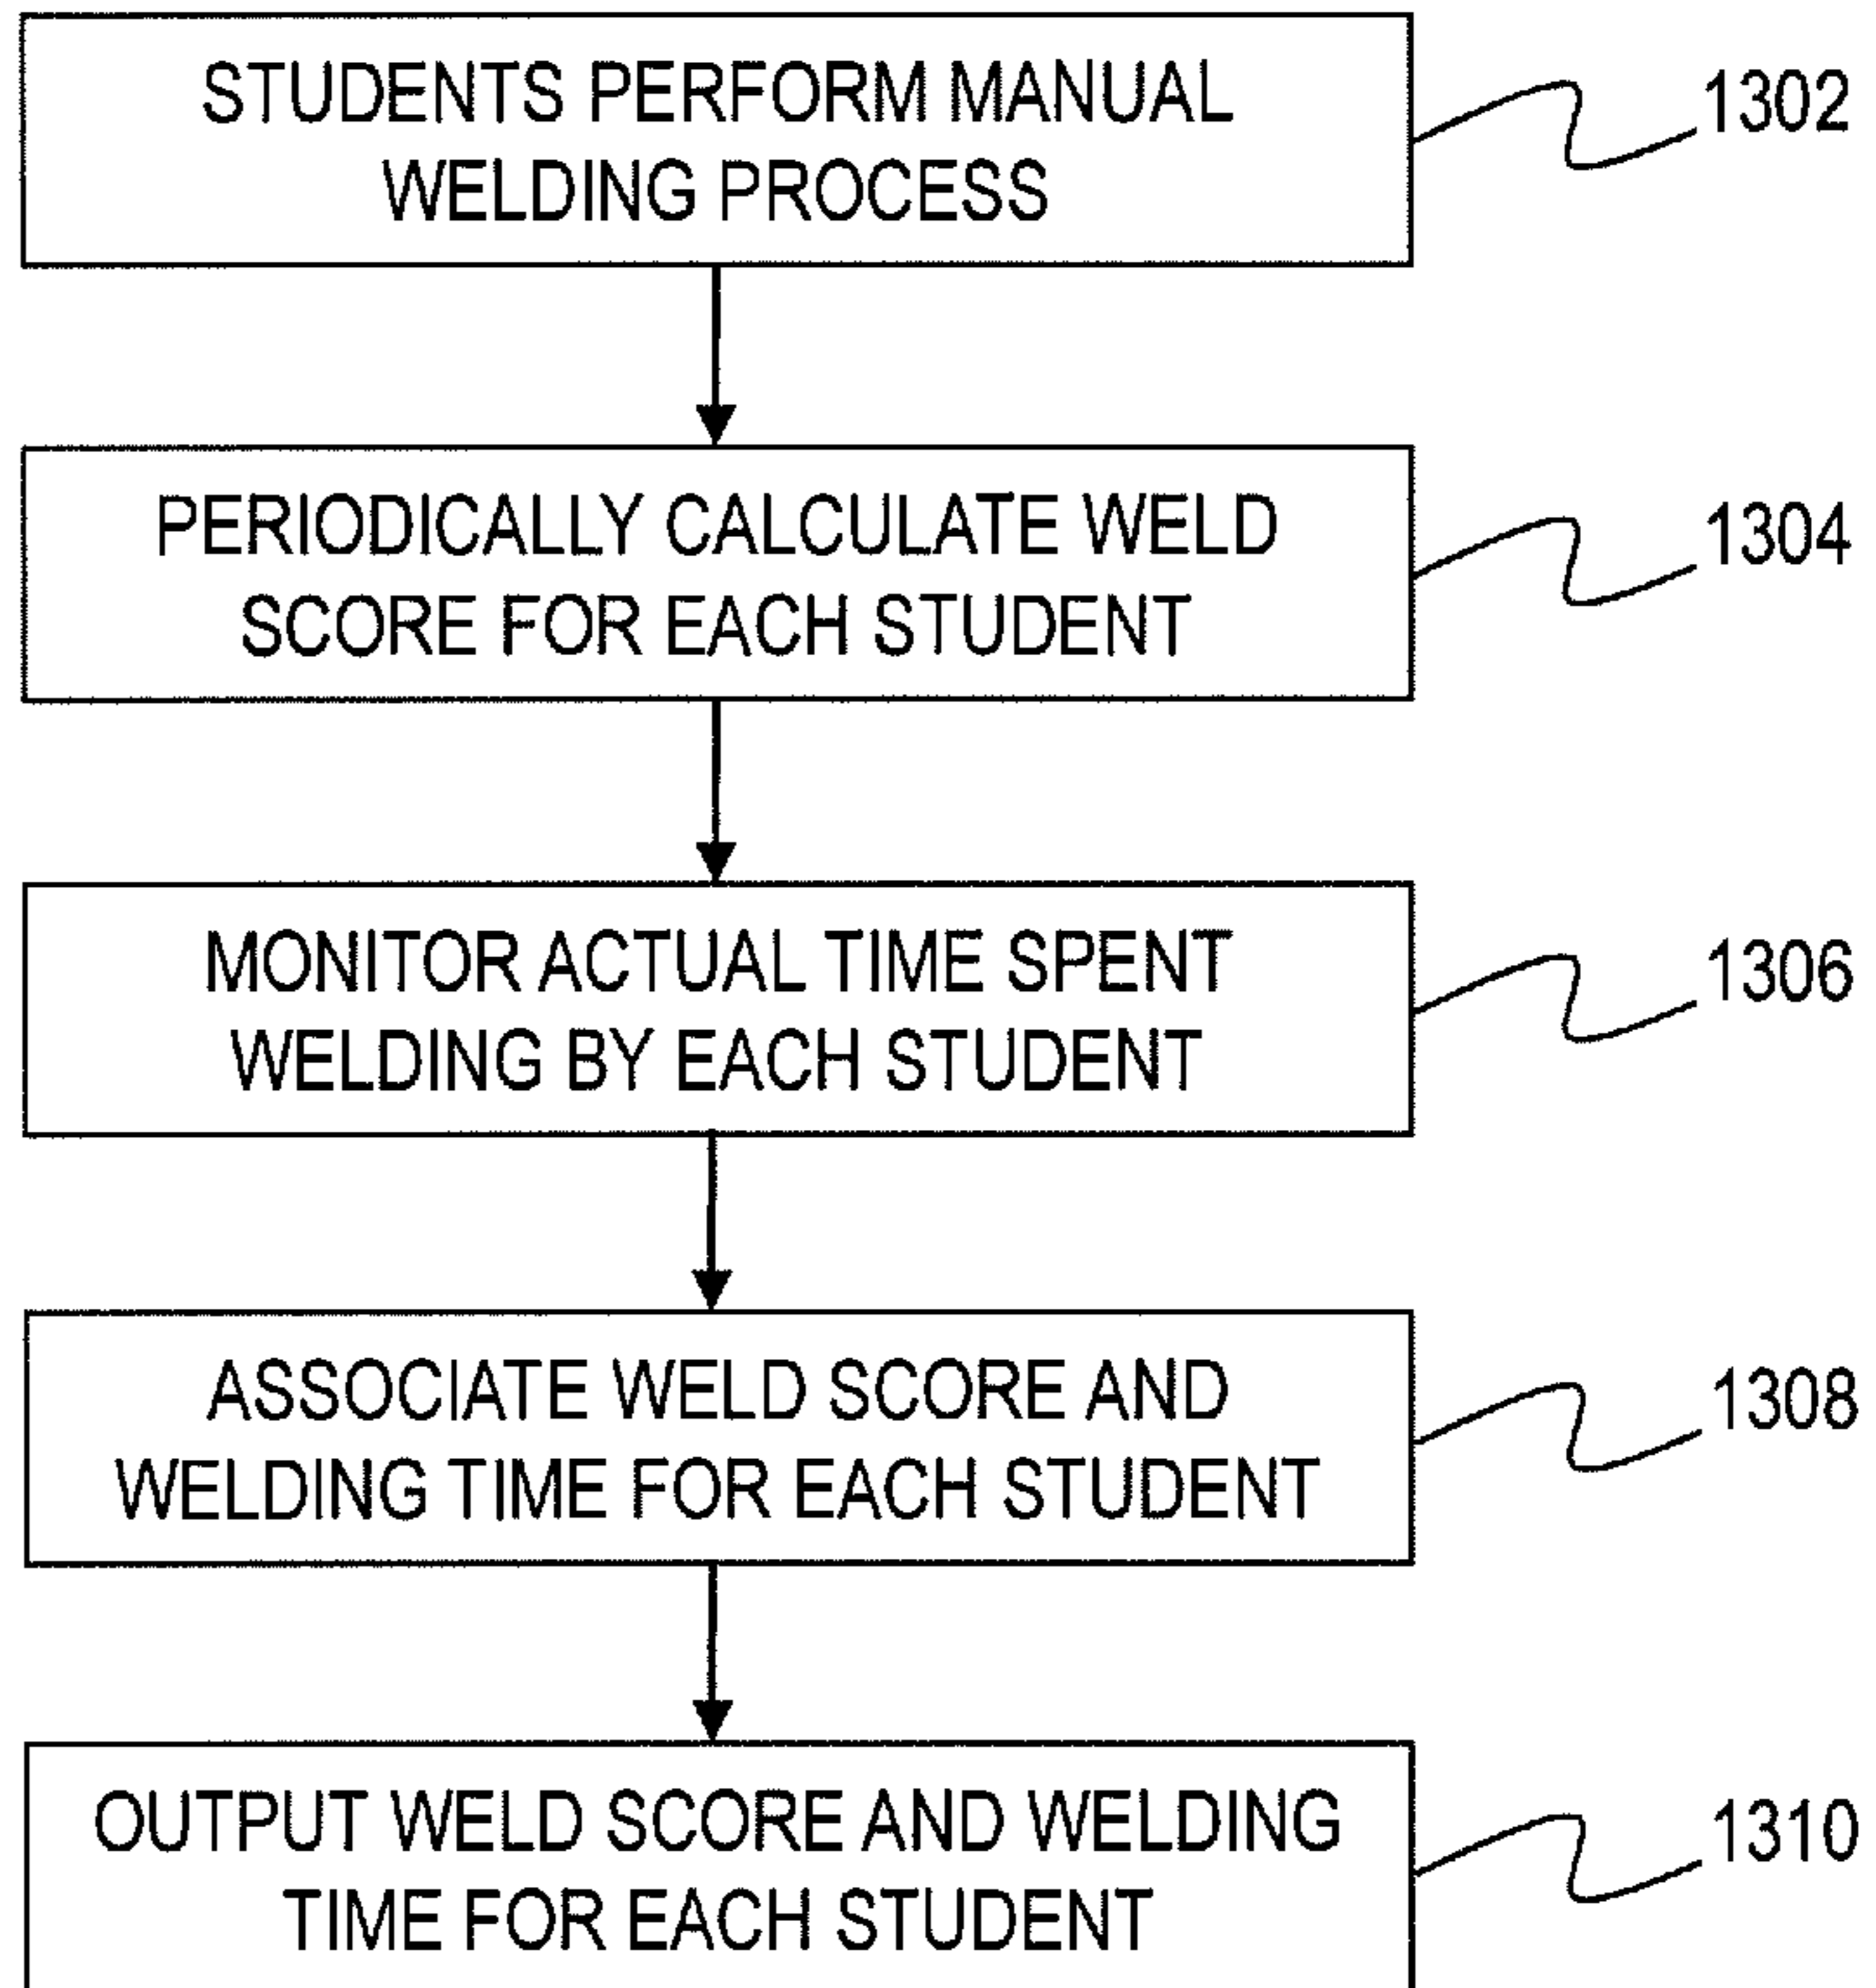 STUDENTS PERFORM MANUAL
WELDING PROCESS
1302
PERIODICALLY CALCULATE WELD
SCORE FOR EACH STUDENT
1304
MONITOR ACTUAL TIME SPENT
WELDING BY EACH STUDENT
1306
ASSOCIATE WELD SCORE AND
WELDING TIME FOR EACH STUDENT
1308
OUTPUT WELD SCORE AND WELDING
TIME FOR EACH STUDENT
1310